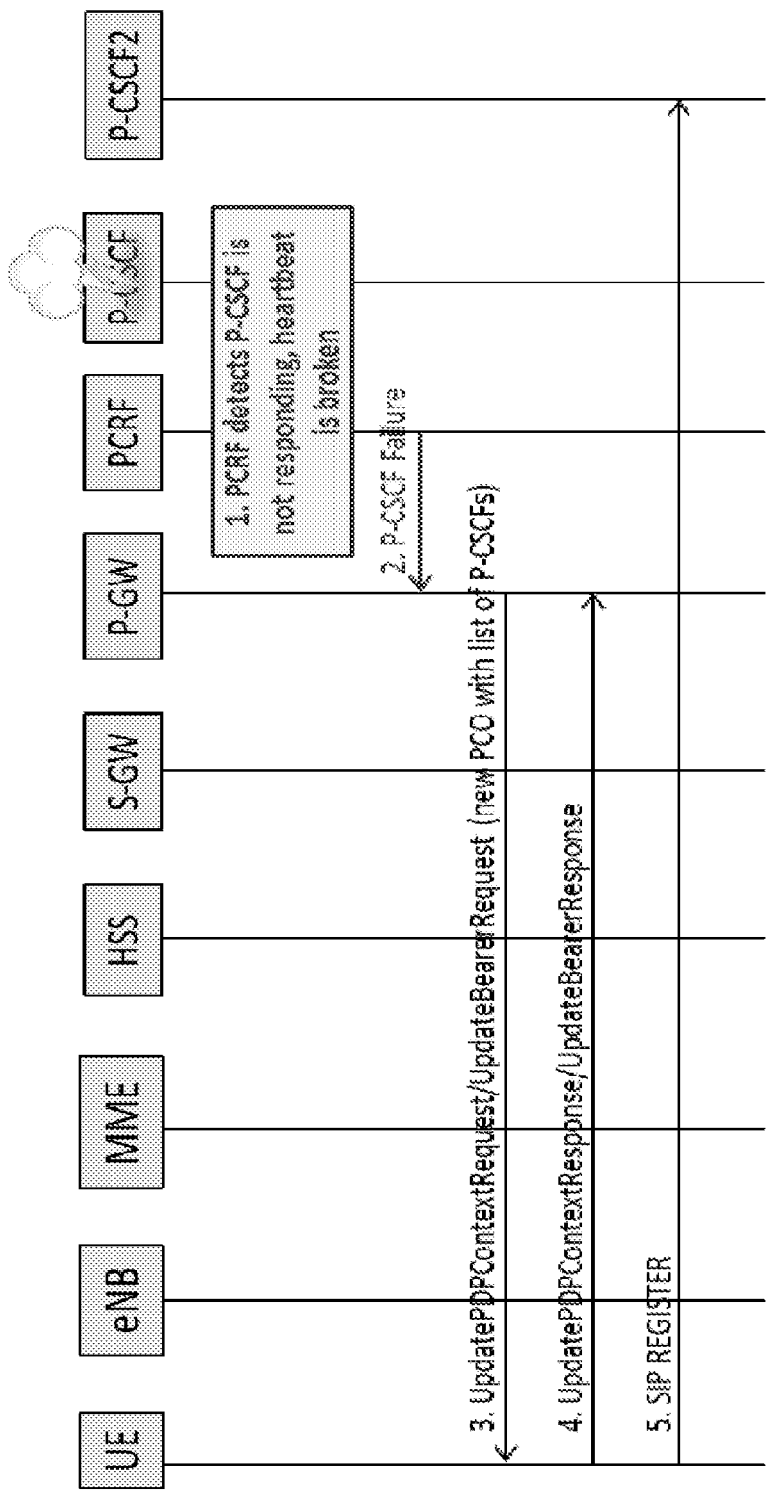 UE
eNB
MME
HSS
S-GW
P-GW
PCRF
P-CSCF
P-CSCF2
1. PCRF detects P-CSCF is
not responding, heartbeat
is broken
2. P-CSCF Failure
3. UpdatePDPContextRequest/UpdateBearerRequest (new PCO with list of P-CSCFs)
4. UpdatePDPContextResponse/UpdateBearerResponse
5. SIP REGISTER